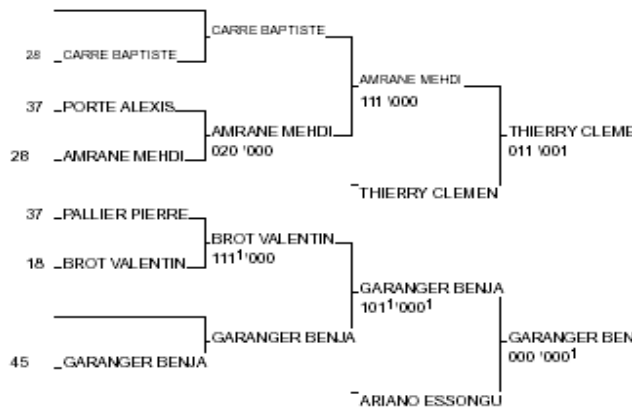 CARRE BAPTISTE
28 CARRE BAPTISTE
AMRANE MEHDI
111 \000
37 PORTE ALEXIS
AMRANE MEHDI
020 '000
THIERRY CLEME
011 \001
28 AMRANE MEHDI
THIERRY CLEMEN
37 PALLIER PIERRE
BROT VALENTIN
111¹'000
18 BROT VALENTIN
GARANGER BENJA
101¹'000¹
GARANGER BENJA
GARANGER BEN
000 '000¹
45 GARANGER BENJA
ARIANO ESSONGU